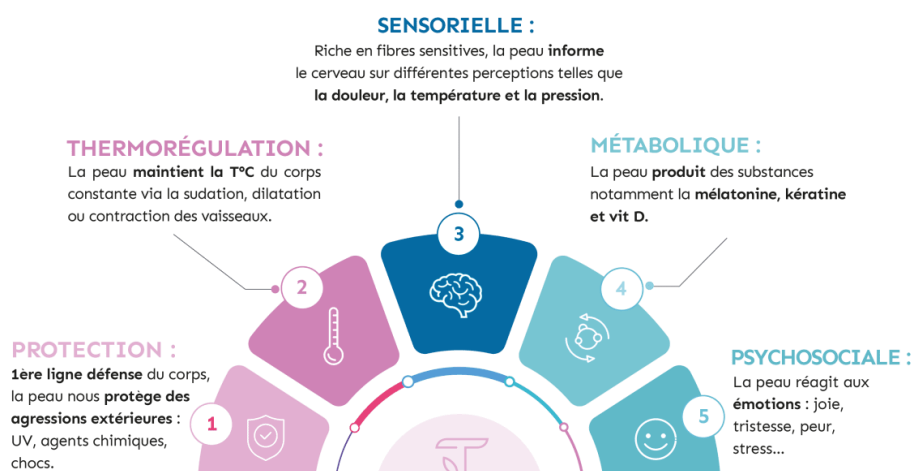 SENSORIELLE :
Riche en fibres sensitives, la peau informe
le cerveau sur différentes perceptions telles que
la douleur, la température et la pression.
THERMORÉGULATION :
La peau maintient la T°C du corps
constante via la sudation, dilatation
ou contraction des vaisseaux.
MÉTABOLIQUE :
La peau produit des substances
notamment la mélatonine, kératine
et vit D.
3
2
4
PROTECTION :
1ère ligne défense du corps,
la peau nous protège des
agressions extérieures :
UV, agents chimiques,
chocs.
1
PSYCHOSOCIALE :
La peau réagit aux
émotions : joie,
tristesse, peur,
stress...
5